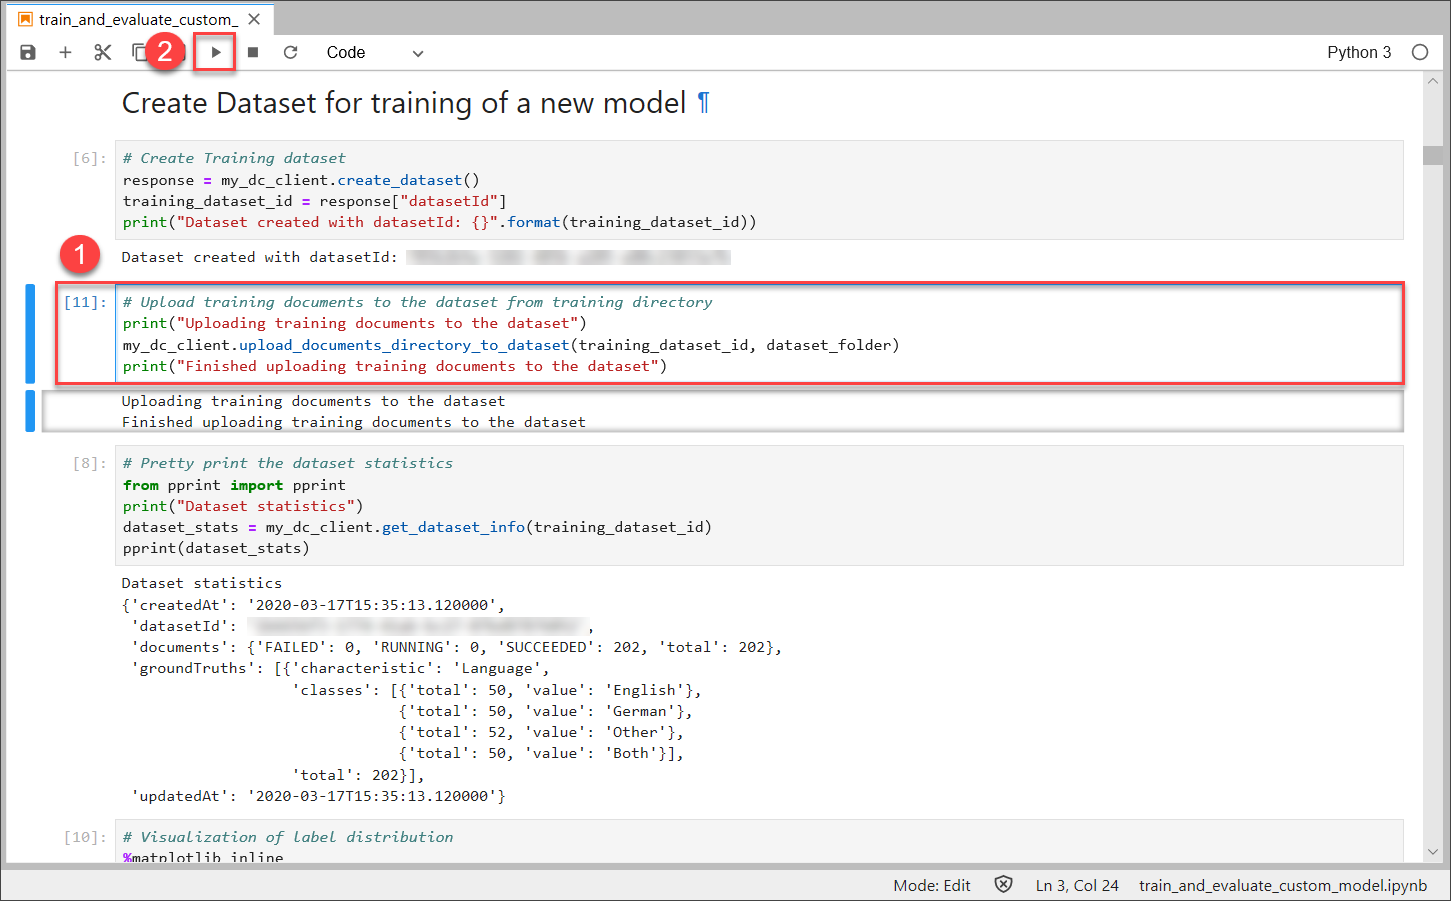 train_and_evaluate_custom_
2
Code
Python 3
Create Dataset for training of a new model ¶
[6]:
# Create Training dataset
response = my_dc_client.create_dataset()
training_dataset_id = response["datasetId"]
print("Dataset created with datasetId: {}".format(training_dataset_id))
1
Dataset created with datasetId:
[11]:
# Upload training documents to the dataset from training directory
print("Uploading training documents to the dataset")
my_dc_client.upload_documents_directory_to_dataset(training_dataset_id, dataset_folder)
print("Finished uploading training documents to the dataset")
Uploading training documents to the dataset
Finished uploading training documents to the dataset
[8]:
# Pretty print the dataset statistics
from pprint import pprint
print("Dataset statistics")
dataset_stats = my_dc_client.get_dataset_info(training_dataset_id)
pprint(dataset_stats)
Dataset statistics
{'createdAt': '2020-03-17T15:35:13.120000',
'datasetId': ,
'documents': {'FAILED': 0, 'RUNNING': 0, 'SUCCEEDED': 202, 'total': 202},
'groundTruths': [{'characteristic': 'Language',
'classes': [{'total': 50, 'value': 'English'},
{'total': 50, 'value': 'German'},
{'total': 52, 'value': 'Other'},
{'total': 50, 'value': 'Both'}],
'total': 202}],
'updatedAt': '2020-03-17T15:35:13.120000'}
[10]:
# Visualization of label distribution
%matplotlib inline
Mode: Edit
Ln 3, Col 24
train_and_evaluate_custom_model.ipynb